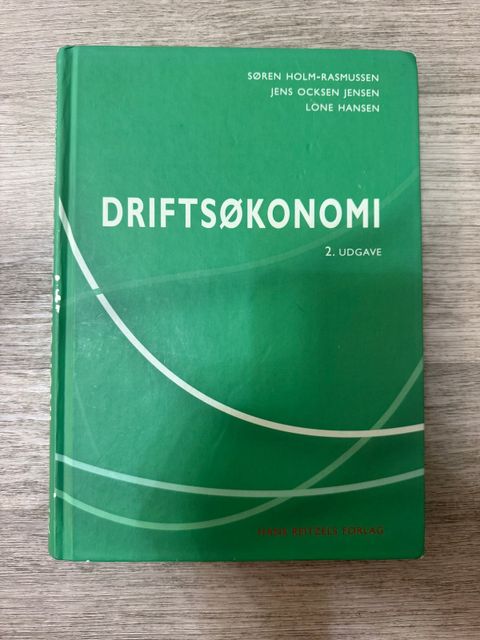 SØREN HOLM-RASMUSSEN
JENS OCKSEN JENSEN
LONE HANSEN
DRIFTSØKONOMI
2. UDGAVE
HANS REITZELS FORLAG